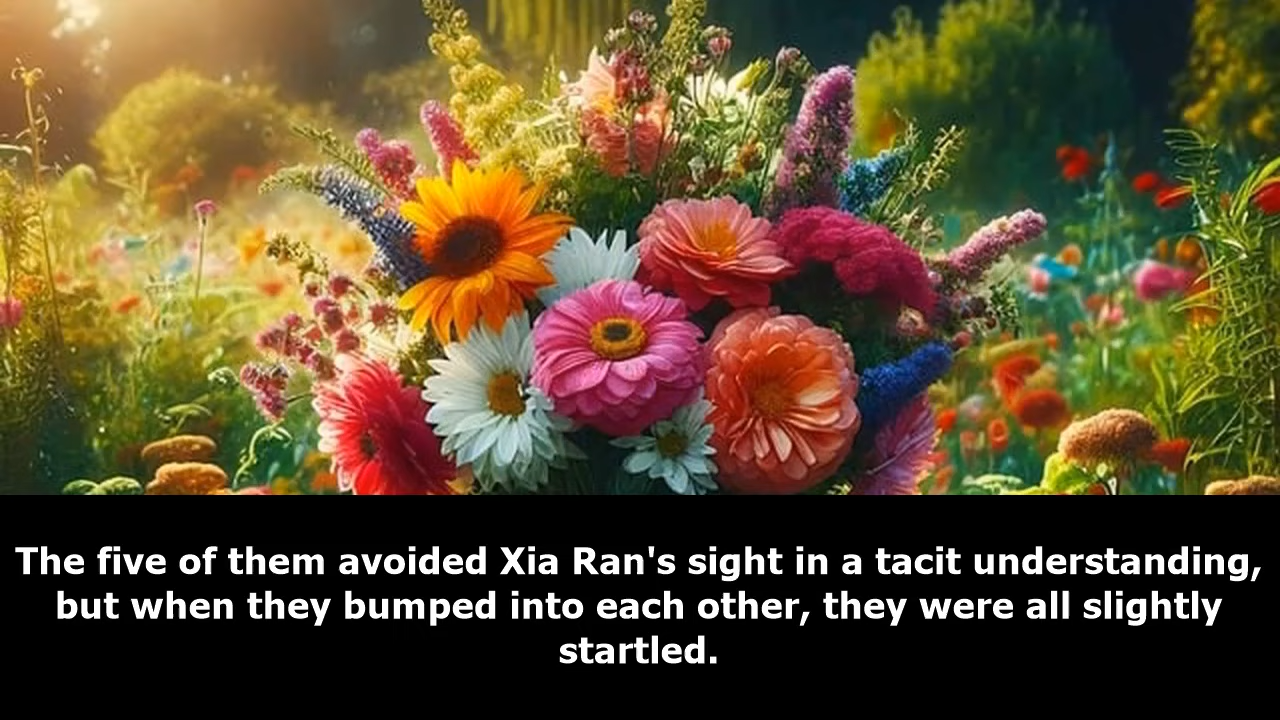 The five of them avoided Xia Ran's sight in a tacit understanding,
but when they bumped into each other, they were all slightly
startled.